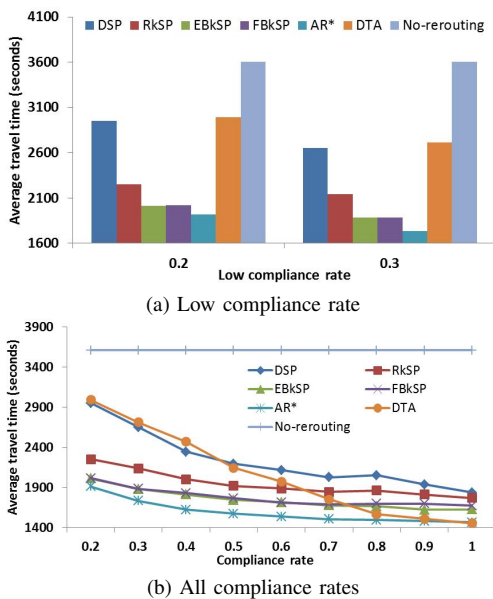 4100
3600
3100
2600
2100
1600
Average travel time (seconds)
DSP RkSP EBkSP FBkSP AR* DTA No-rerouting
0.2 0.3
Low compliance rate
(a) Low compliance rate
3900
3400
2900
2400
1900
1400
Average travel time (seconds)
DSP RkSP
EBkSP FBkSP
AR* DTA
No-rerouting
0.2 0.3 0.4 0.5 0.6 0.7 0.8 0.9 1
Compliance rate
(b) All compliance rates